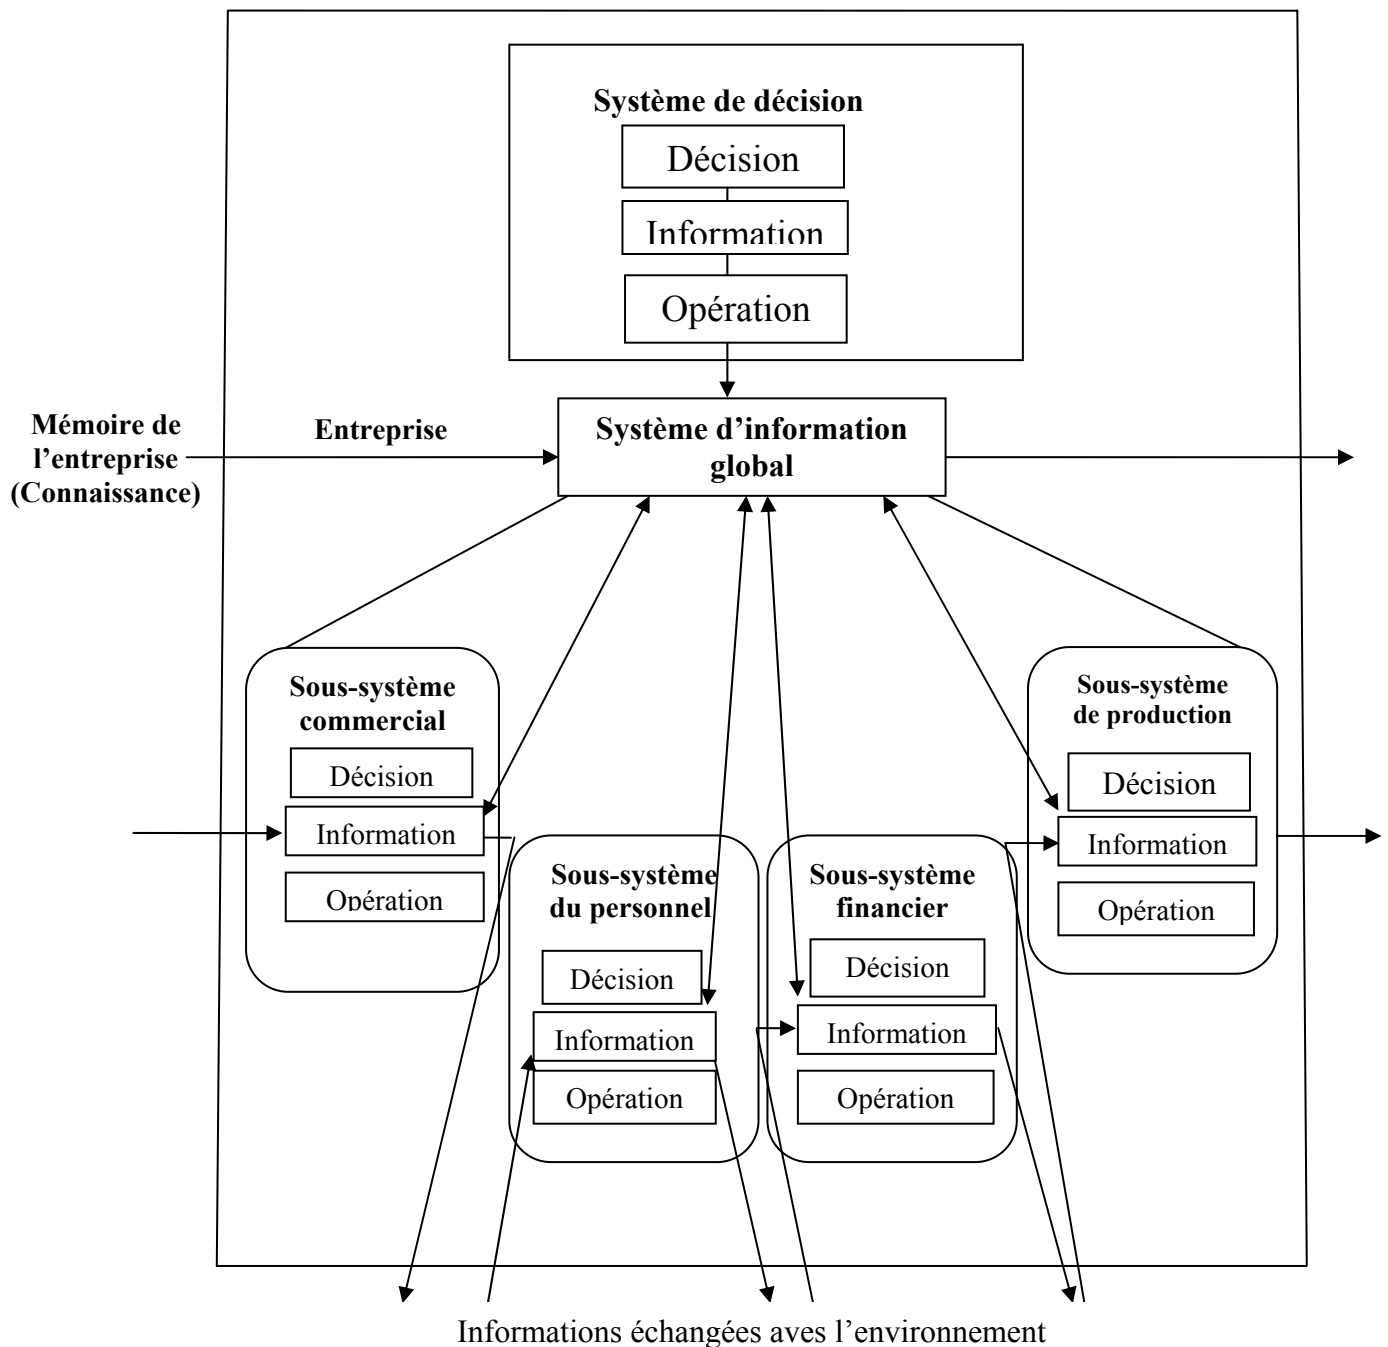 Système de décision
Décision
Information
Opération
Mémoire de
l’entreprise
(Connaissance)
Entreprise
Système d’information
global
Sous-système
commercial
Décision
Information
Opération
Sous-système
du personnel
Décision
Information
Opération
Sous-système
financier
Décision
Information
Opération
Sous-système
de production
Décision
Information
Opération
Informations échangées aves l’environnement